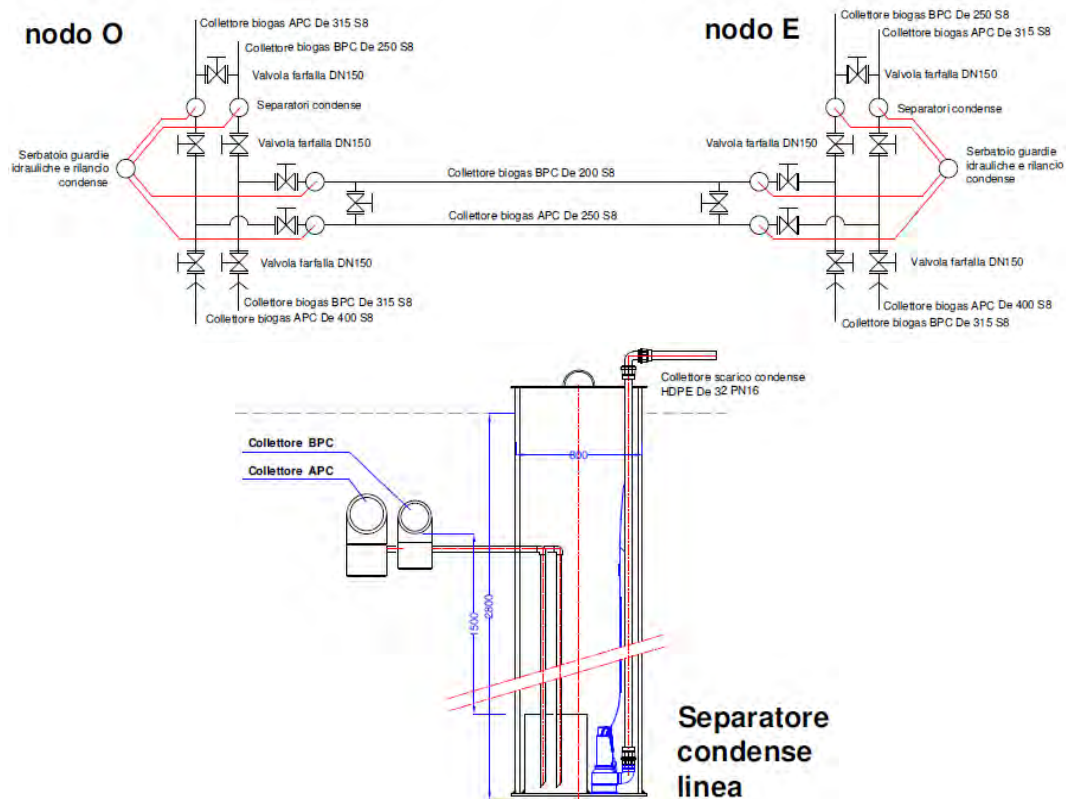 nodo O
Collettore biogas APC De 315 S8
Collettore biogas BPC De 250 S8
Valvola farfalla DN150
Separatori condense
Valvola farfalla DN150
Serbatoio guardie
idrauliche e rilancio
condense
Valvola farfalla DN150
Collettore biogas BPC De 315 S8
Collettore biogas APC De 400 S8
Collettore biogas BPC De 200 S8
Collettore biogas APC De 250 S8
nodo E
Collettore biogas BPC De 250 S8
Collettore biogas APC De 315 S8
Valvola farfalla DN150
Separatori condense
Valvola farfalla DN150
Serbatoio guardie
idrauliche e rilancio
condense
Valvola farfalla DN150
Collettore biogas APC De 400 S8
Collettore biogas BPC De 315 S8
Collettore scarico condense
HDPE De 32 PN16
Collettore BPC
Collettore APC
800
1500
2800
Separatore
condense
linea